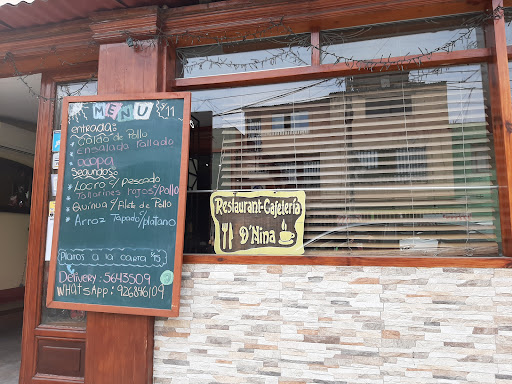 MENU S/11
entrada:
* Caldo de Pollo
* Ensalada Rallado
* Ocopa
Segundos:
* Locro c/ Pescado
* Tallarines rojos c/Pollo
* Quinua c/Filete de Pollo
* Arroz Tapado/platano
PLATOS A LA CARTA
Delivery: 5643509
WhatsApp: 926846109
Restaurant-Cafetería
D'Nina